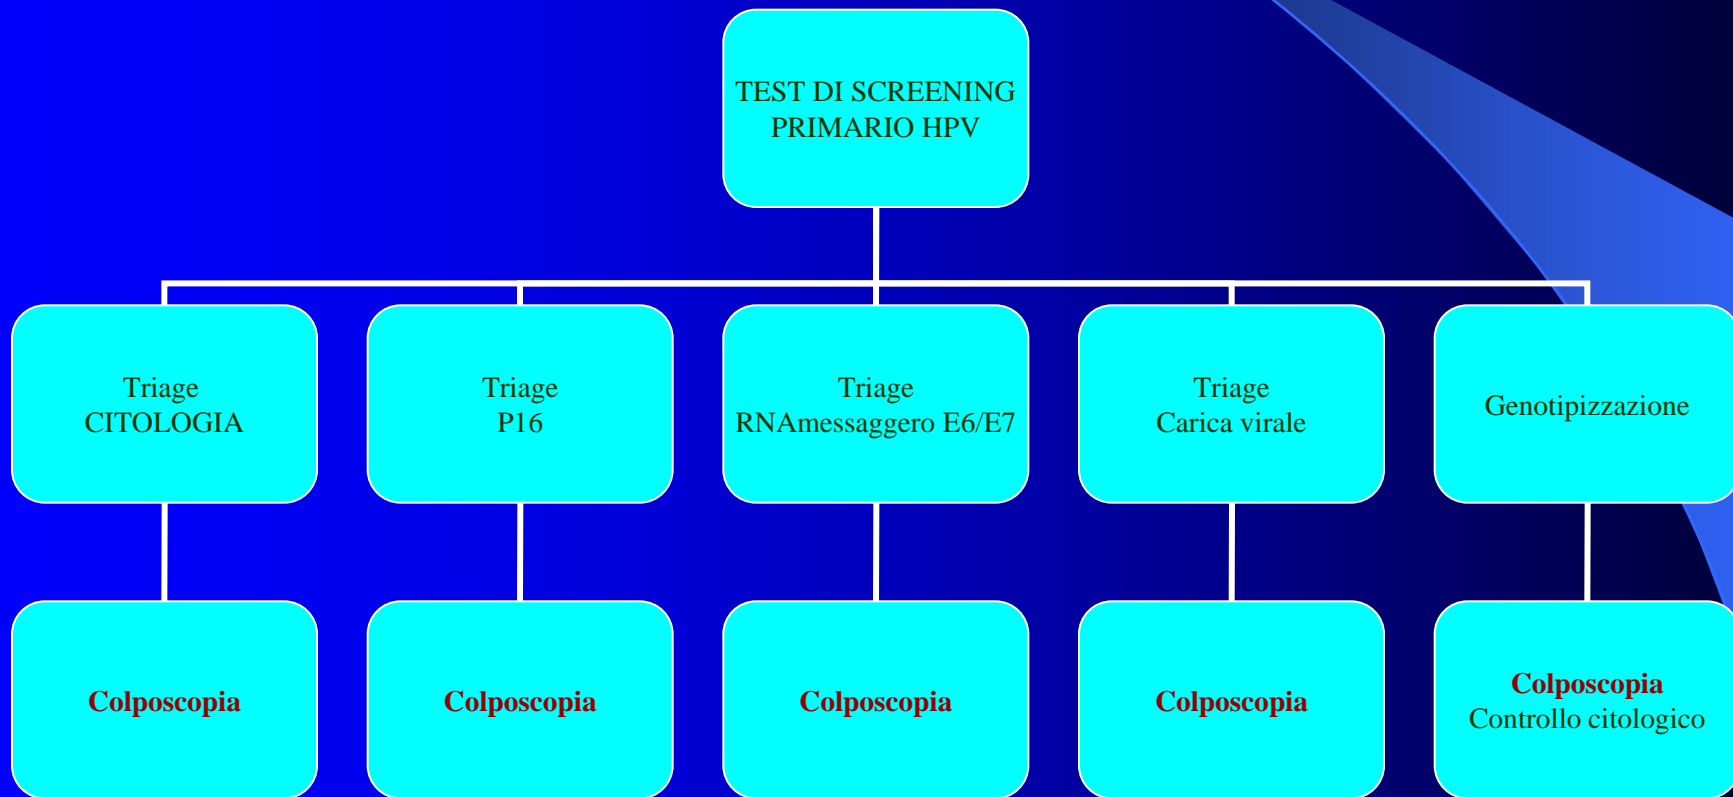 TEST DI SCREENING
PRIMARIO HPV
Triage
CITOLOGIA
Triage
P16
Triage
RNAmessaggero E6/E7
Triage
Carica virale
Genotipizzazione
Colposcopia
Colposcopia
Colposcopia
Colposcopia
Colposcopia
Controllo citologico